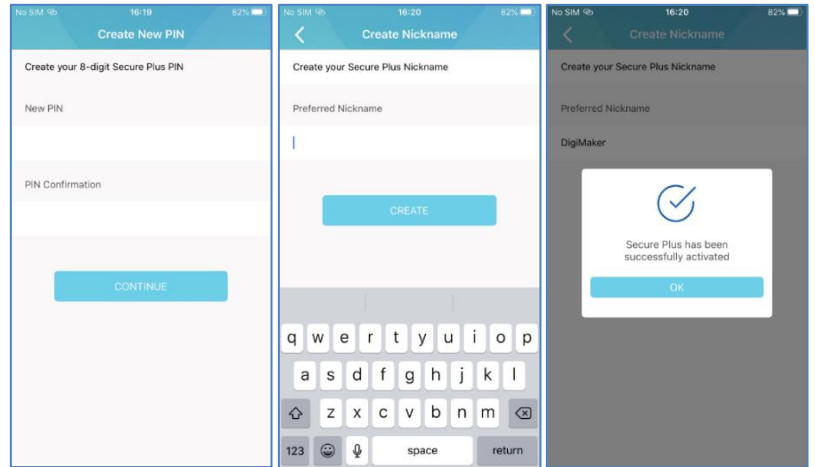 No SIM 16:19 82%
Create New PIN
Create your 8-digit Secure Plus PIN
New PIN
PIN Confirmation
CONTINUE
No SIM 16:20 82%
Create Nickname
Create your Secure Plus Nickname
Preferred Nickname
CREATE
q w e r t y u i o p
a s d f g h j k l
z x c v b n m
123 space return
No SIM 16:20 82%
Create Nickname
Create your Secure Plus Nickname
Preferred Nickname
DigiMaker
Secure Plus has been
successfully activated
OK